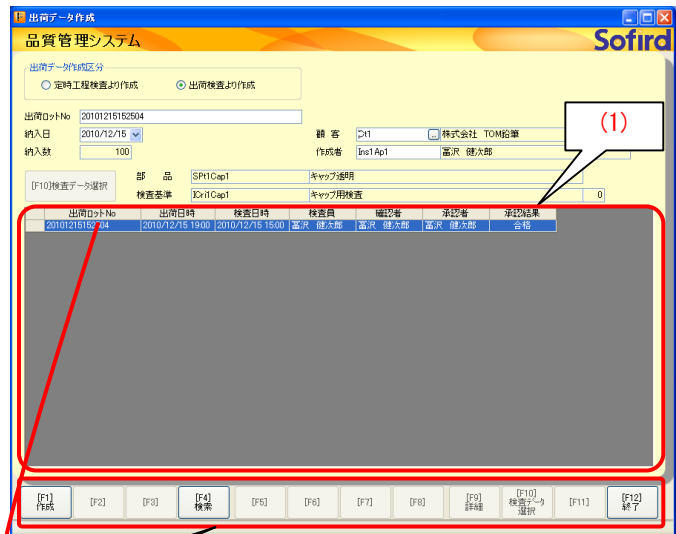 出荷データ作成
品質管理システム
Sofird
出荷データ作成区分
定時工程検査より作成
出荷検査より作成
出荷ロットNo 20101215152504
納入日 2010/12/15 顧 客 ... 株式会社 TOM鉛筆
納入数 100 作成者 Ins1Ap1 富沢 健次郎
(1)
[F10]検査データ選択
部 品 SPt1Cap1 キャップ透明
検査基準 ICri1Cap1 キャップ用検査 0
出荷ロットNo 出荷日時 検査日時 検査員 確認者 承認者 承認結果
20101215152504 2010/12/15 19:00 2010/12/15 15:00 富沢 健次郎 富沢 健次郎 富沢 健次郎 合格
[F1]作成 [F2] [F3] [F4]検索 [F5] [F6] [F7] [F8] [F9]詳細 [F10]検査データ選択 [F11] [F12]終了